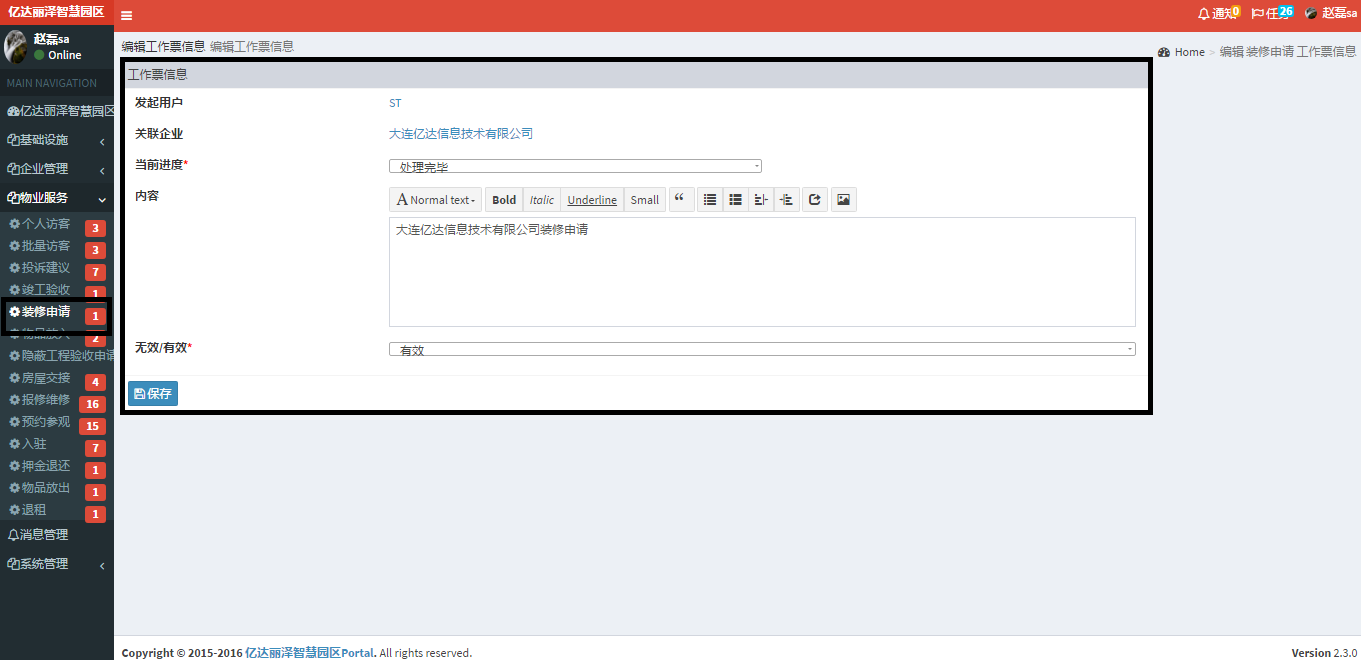 亿达丽泽智慧园区
通知 0
任务 26
赵磊sa
赵磊sa
Online
MAIN NAVIGATION
亿达丽泽智慧园区
基础设施
企业管理
物业服务
个人访客 3
批量访客 3
投诉建议 7
竣工验收 1
装修申请 1
物品放入 2
隐蔽工程验收申请
房屋交接 4
报修维修 16
预约参观 15
入驻 7
押金退还 1
物品放出 1
退租 1
消息管理
系统管理
编辑工作票信息 编辑工作票信息
Home > 编辑 装修申请 工作票信息
工作票信息
发起用户 ST
关联企业 大连亿达信息技术有限公司
当前进度* 处理完毕
内容
A Normal text Bold Italic Underline Small “
大连亿达信息技术有限公司装修申请
无效/有效* 有效
保存
Copyright © 2015-2016 亿达丽泽智慧园区Portal. All rights reserved.
Version 2.3.0